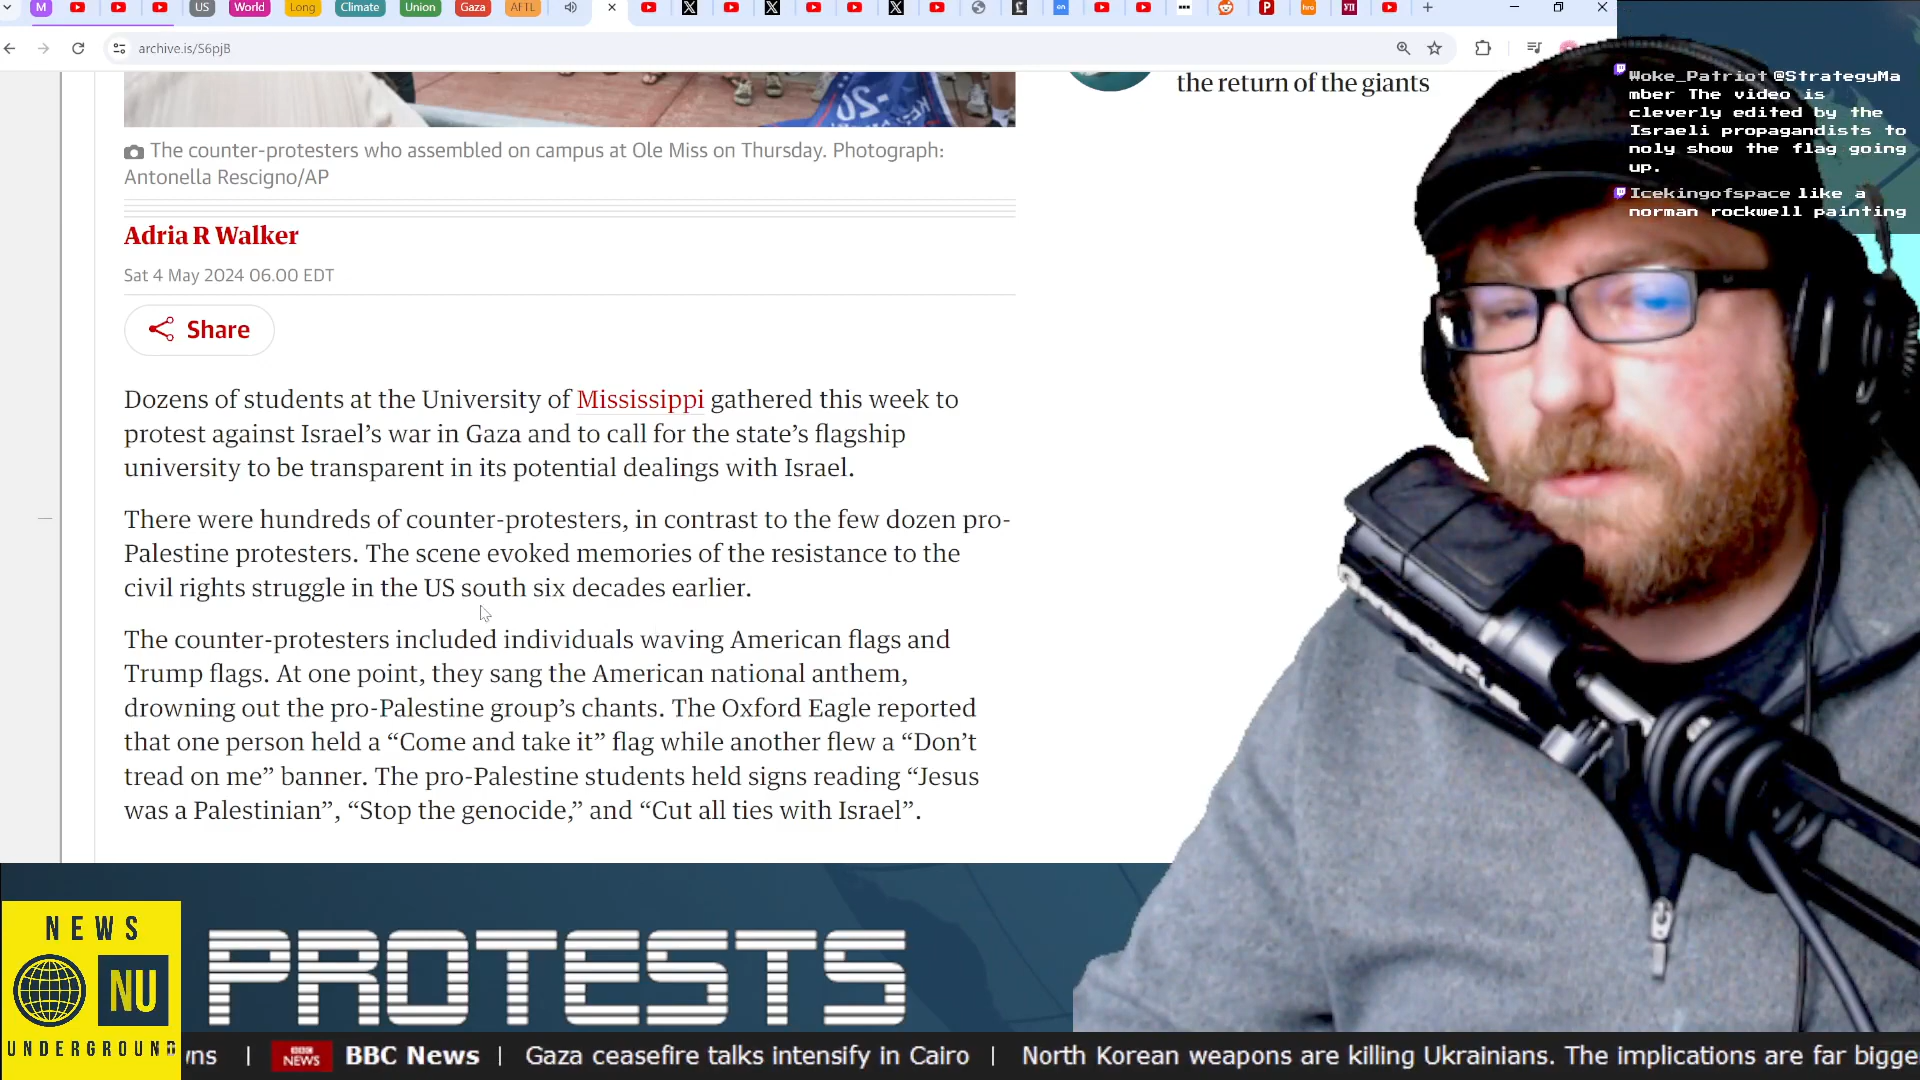 M
US
World
Long
Climate
Union
Gaza
AFTL
archive.is/S6pjB
the return of the giants
The counter-protesters who assembled on campus at Ole Miss on Thursday. Photograph:
Antonella Rescigno/AP
Adria R Walker
Sat 4 May 2024 06.00 EDT
Share
Dozens of students at the University of Mississippi gathered this week to
protest against Israel’s war in Gaza and to call for the state’s flagship
university to be transparent in its potential dealings with Israel.
There were hundreds of counter-protesters, in contrast to the few dozen pro-
Palestine protesters. The scene evoked memories of the resistance to the
civil rights struggle in the US south six decades earlier.
The counter-protesters included individuals waving American flags and
Trump flags. At one point, they sang the American national anthem,
drowning out the pro-Palestine group’s chants. The Oxford Eagle reported
that one person held a “Come and take it” flag while another flew a “Don’t
tread on me” banner. The pro-Palestine students held signs reading “Jesus
was a Palestinian”, “Stop the genocide,” and “Cut all ties with Israel”.
Woke_Patriot @StrategyMa
mber The video is
cleverly edited by the
Israeli propagandists to
noly show the flag going
up.
Icekingofspace like a
norman rockwell painting
NEWS
NU
UNDERGROUND
PROTESTS
wns | BBC NEWS BBC News | Gaza ceasefire talks intensify in Cairo | North Korean weapons are killing Ukrainians. The implications are far bigge